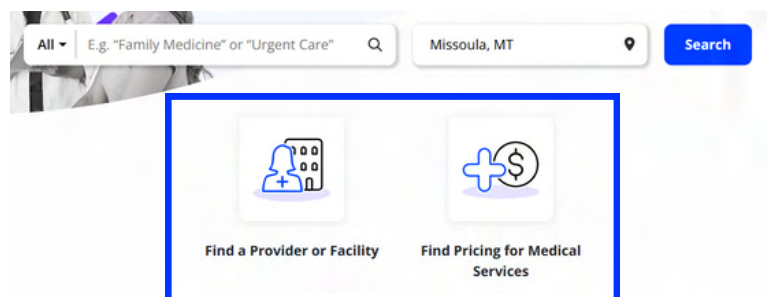 All E.g. "Family Medicine" or "Urgent Care" Missoula, MT Search
$
Find a Provider or Facility Find Pricing for Medical
Services